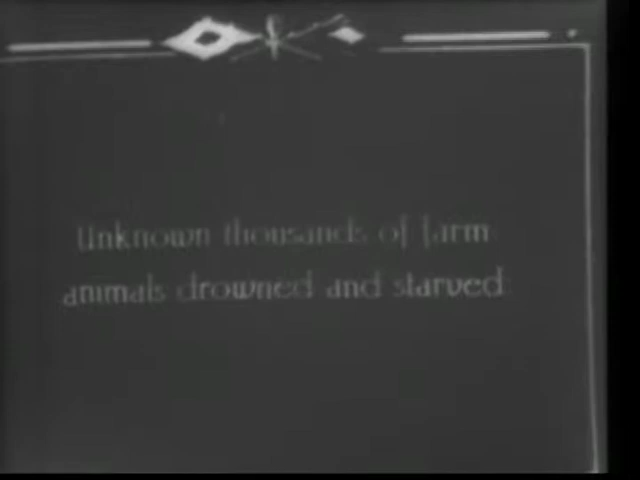 Unknown thousands of farm
animals drowned and starved